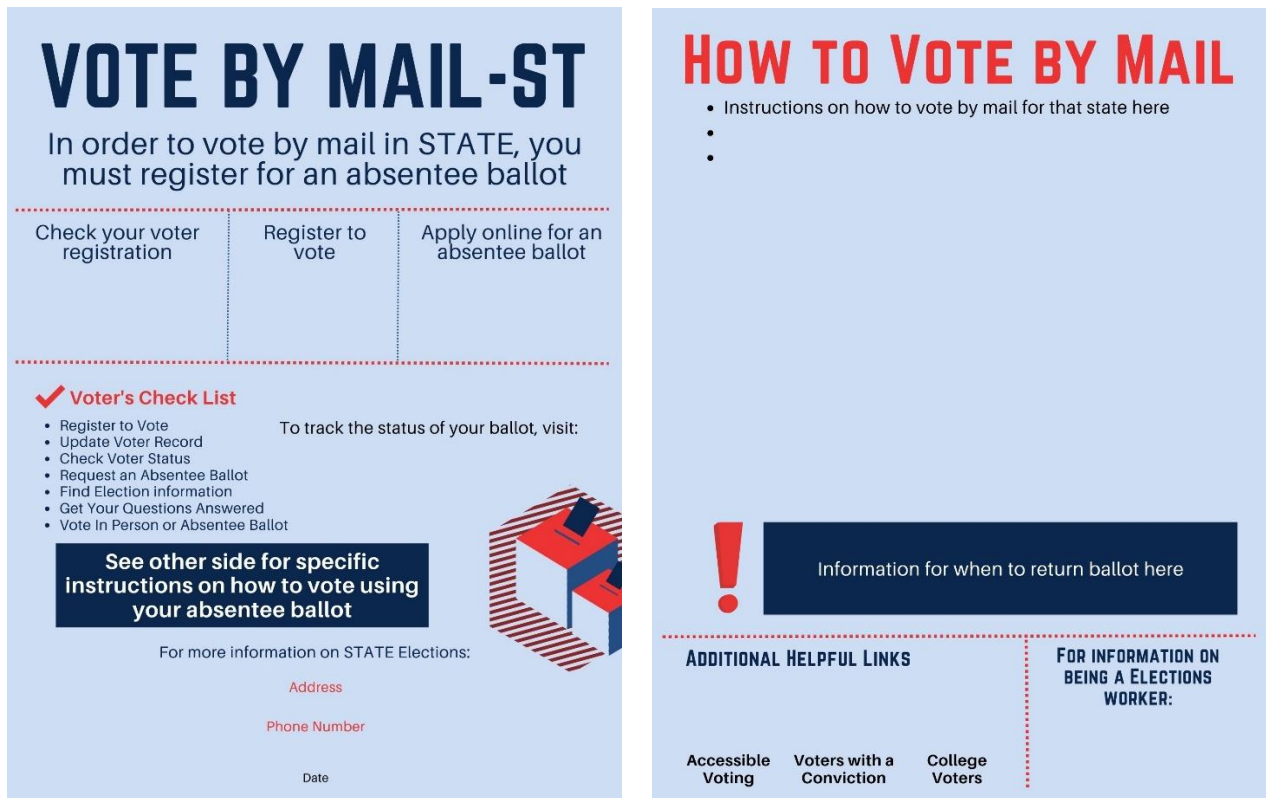 VOTE BY MAIL-ST
In order to vote by mail in STATE, you
must register for an absentee ballot
Check your voter
registration
Register to
vote
Apply online for an
absentee ballot
Voter's Check List
• Register to Vote
• Update Voter Record
• Check Voter Status
• Request an Absentee Ballot
• Find Election information
• Get Your Questions Answered
• Vote In Person or Absentee Ballot
To track the status of your ballot, visit:
See other side for specific
instructions on how to vote using
your absentee ballot
For more information on STATE Elections:
Address
Phone Number
Date
HOW TO VOTE BY MAIL
• Instructions on how to vote by mail for that state here
•
•
Information for when to return ballot here
ADDITIONAL HELPFUL LINKS
Accessible
Voting
Voters with a
Conviction
College
Voters
FOR INFORMATION ON
BEING A ELECTIONS
WORKER: